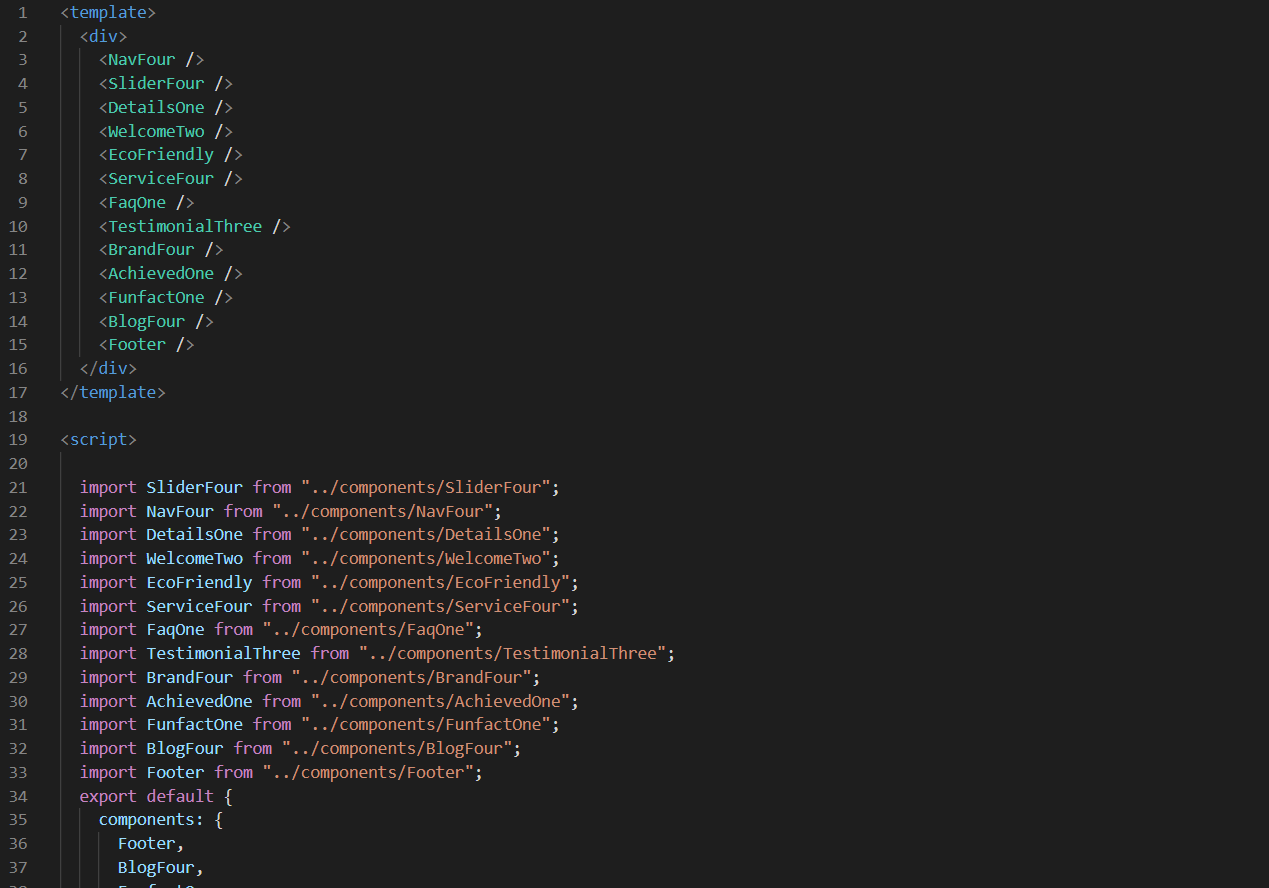 1 <template>
2 <div>
3 <NavFour />
4 <SliderFour />
5 <DetailsOne />
6 <WelcomeTwo />
7 <EcoFriendly />
8 <ServiceFour />
9 <FaqOne />
10 <TestimonialThree />
11 <BrandFour />
12 <AchievedOne />
13 <FunfactOne />
14 <BlogFour />
15 <Footer />
16 </div>
17 </template>
18
19 <script>
20
21 import SliderFour from "../components/SliderFour";
22 import NavFour from "../components/NavFour";
23 import DetailsOne from "../components/DetailsOne";
24 import WelcomeTwo from "../components/WelcomeTwo";
25 import EcoFriendly from "../components/EcoFriendly";
26 import ServiceFour from "../components/ServiceFour";
27 import FaqOne from "../components/FaqOne";
28 import TestimonialThree from "../components/TestimonialThree";
29 import BrandFour from "../components/BrandFour";
30 import AchievedOne from "../components/AchievedOne";
31 import FunfactOne from "../components/FunfactOne";
32 import BlogFour from "../components/BlogFour";
33 import Footer from "../components/Footer";
34 export default {
35 components: {
36 Footer,
37 BlogFour,